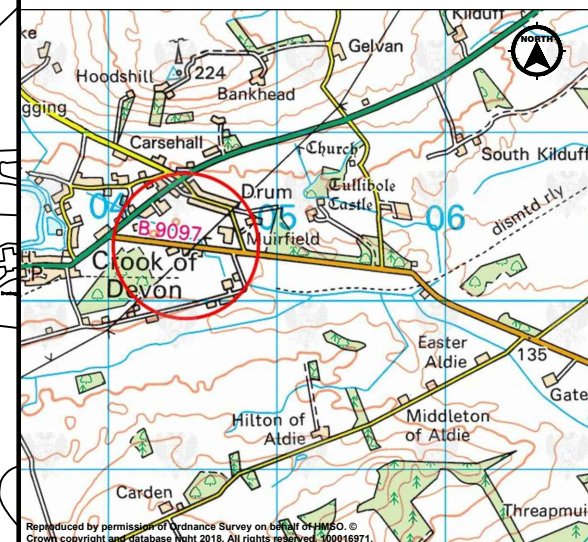 ke
Kilduff
NORTH
Gelvan
Hoodshill
224
Bankhead
gging
Carsehall
Church
South Kilduff
Tullibole
Castle
Drum
04
05
06
B 9097
Muirfield
dismtd rly
P
Crook of
Devon
Easter
Aldie
135
Gate
Hilton of
Aldie
Middleton
of Aldie
Carden
Threapmui
Reproduced by permission of Ordnance Survey on behalf of HMSO. ©
Crown copyright and database right 2018. All rights reserved. 100016971.